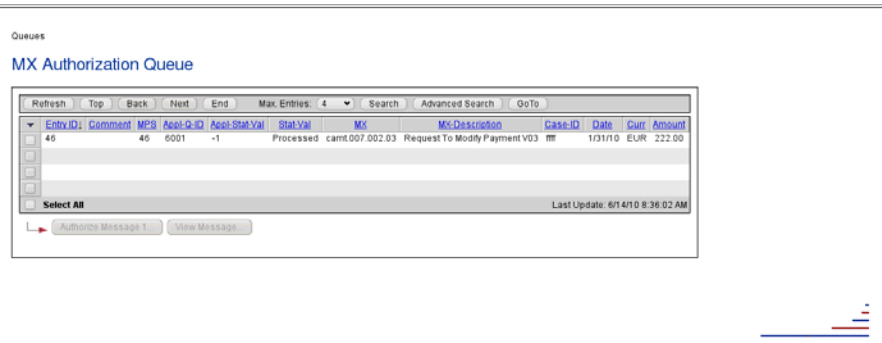 Queues
MX Authorization Queue
Refresh Top Back Next End Max. Entries: 4 Search Advanced Search GoTo
Entry ID↓ Comment MPS Appl-Q-ID Appl-Stat-Val Stat-Val MX MX-Description Case-ID Date Curr Amount
46 46 6001 -1 Processed camt.007.002.03 Request To Modify Payment V03 ffff 1/31/10 EUR 222.00
Select All Last Update: 6/14/10 8:36:02 AM
Authorize Message 1... View Message...